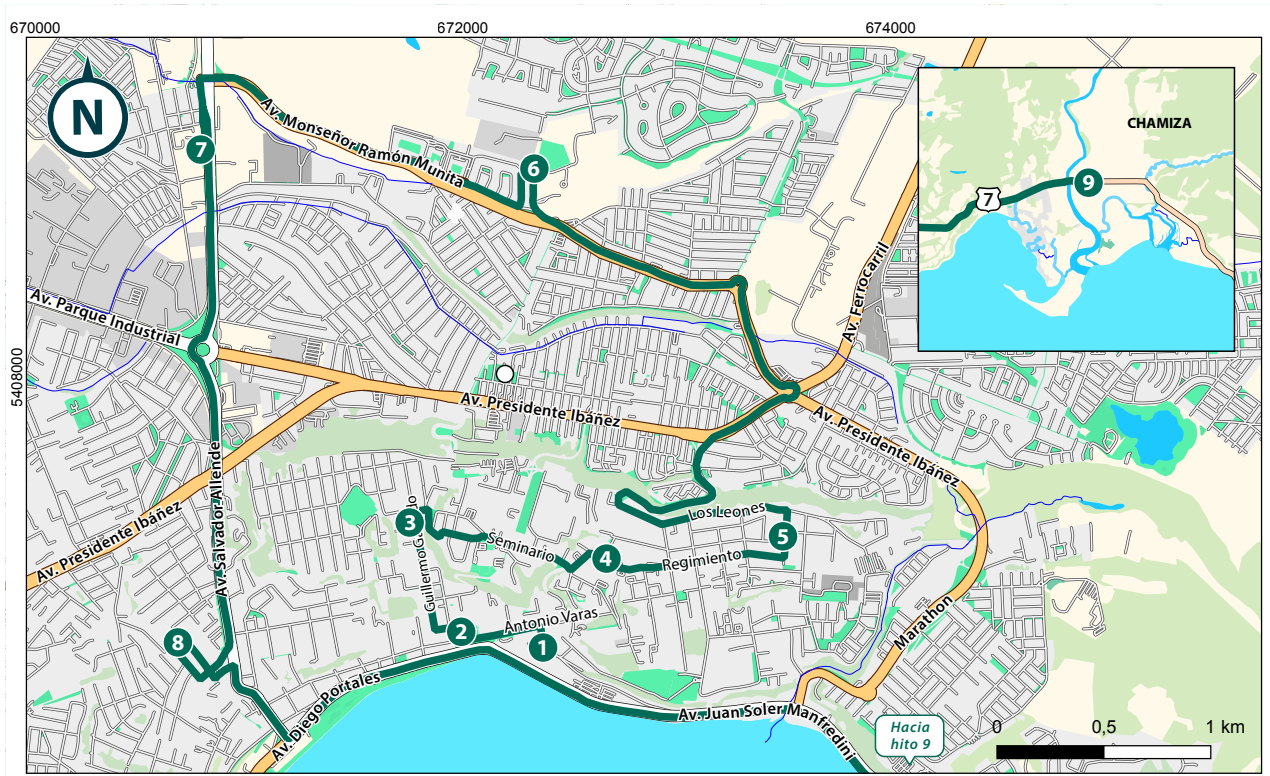 670000
672000
674000
5408000
N
CHAMIZA
7
9
7
Av. Monseñor Ramón Munita
6
Av. Ferrocarril
Av. Parque Industrial
Av. Presidente Ibáñez
Av. Presidente Ibáñez
Av. Presidente Ibáñez
Av. Salvador Allende
3
Guillermo
Seminario
4
Los Leones
5
Regimiento
Antonio Varas
2
1
8
Marathon
Av. Diego Portales
Av. Juan Soler Manfredini
Hacia
hito 9
0 0,5 1 km